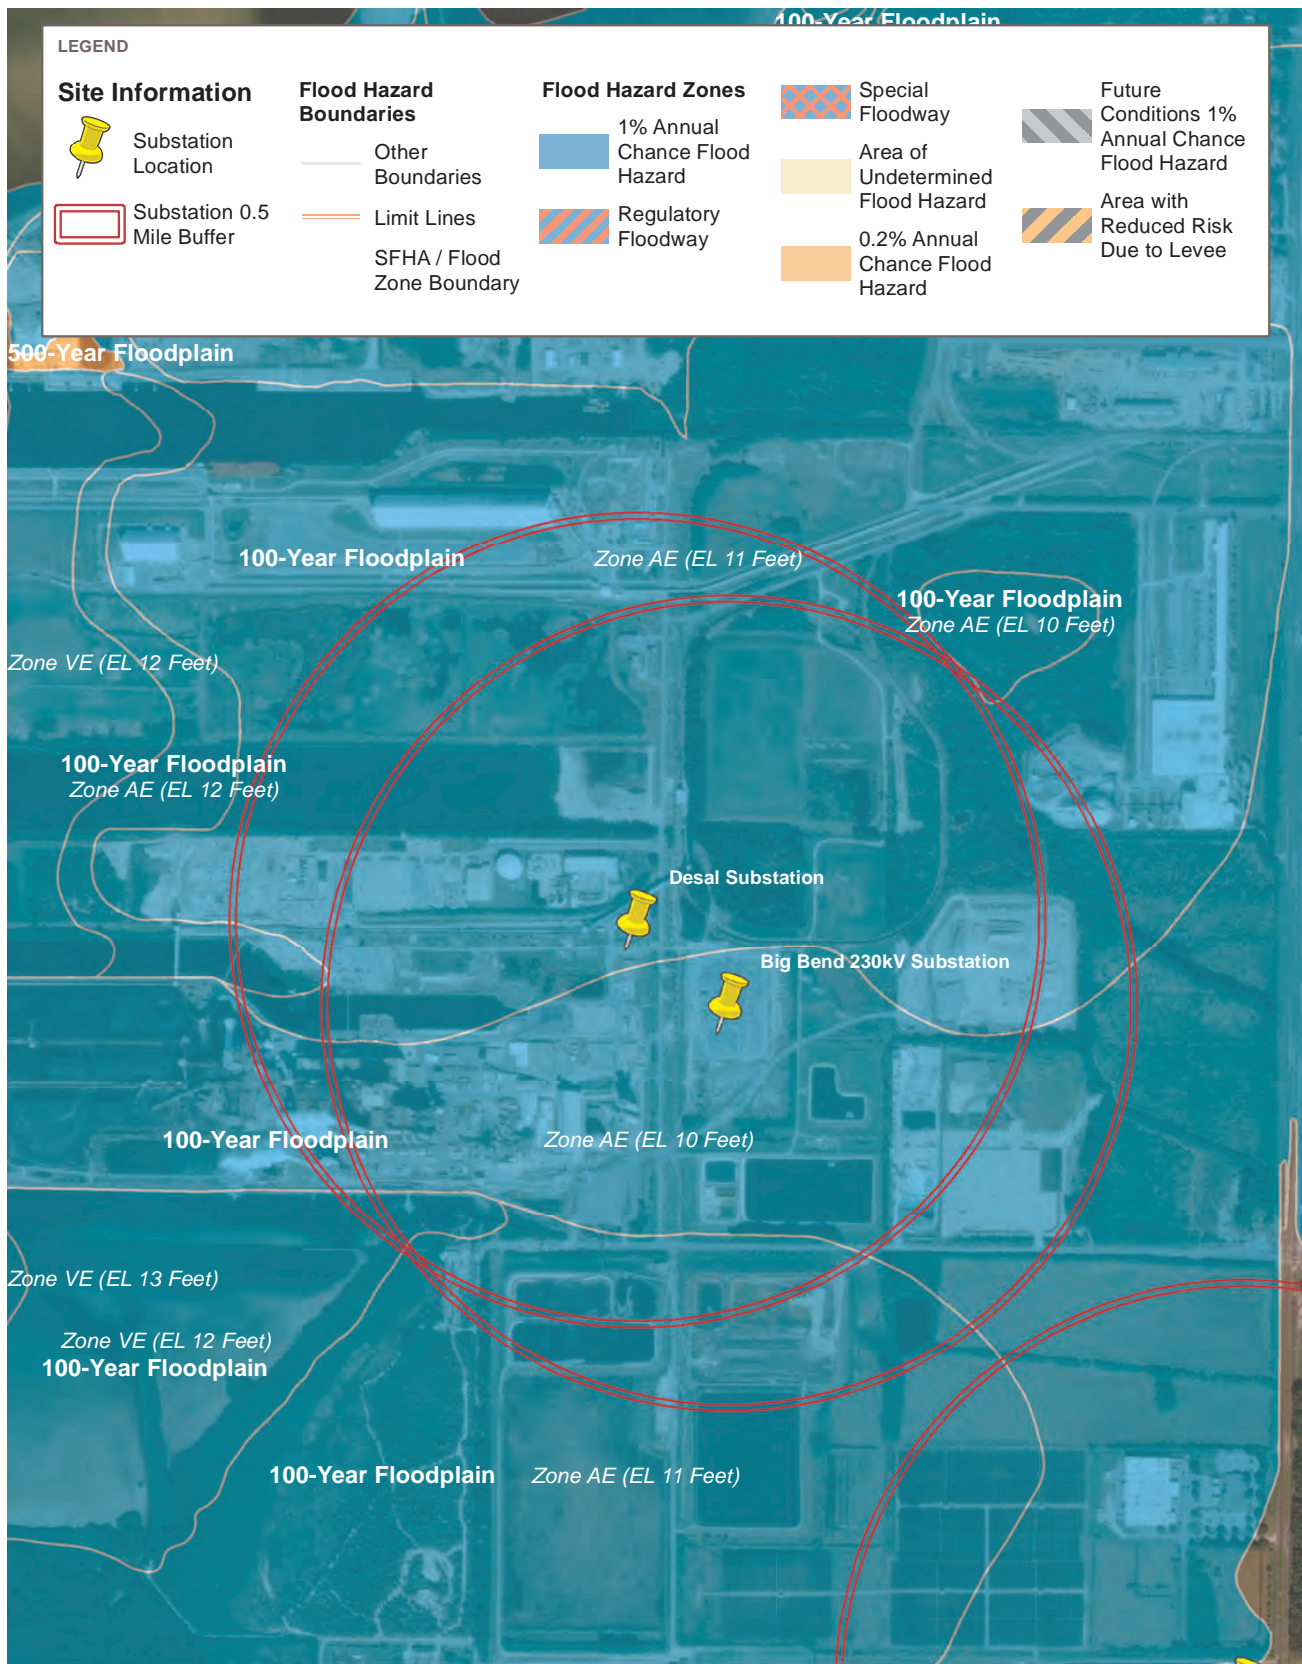 100-Year Floodplain
LEGEND
Site Information
Substation
Location
Substation 0.5
Mile Buffer
Flood Hazard
Boundaries
Other
Boundaries
Limit Lines
SFHA / Flood
Zone Boundary
Flood Hazard Zones
1% Annual
Chance Flood
Hazard
Regulatory
Floodway
Special
Floodway
Area of
Undetermined
Flood Hazard
0.2% Annual
Chance Flood
Hazard
Future
Conditions 1%
Annual Chance
Flood Hazard
Area with
Reduced Risk
Due to Levee
500-Year Floodplain
100-Year Floodplain
Zone AE (EL 11 Feet)
100-Year Floodplain
Zone AE (EL 10 Feet)
Zone VE (EL 12 Feet)
100-Year Floodplain
Zone AE (EL 12 Feet)
Desal Substation
Big Bend 230kV Substation
100-Year Floodplain
Zone AE (EL 10 Feet)
Zone VE (EL 13 Feet)
Zone VE (EL 12 Feet)
100-Year Floodplain
100-Year Floodplain
Zone AE (EL 11 Feet)